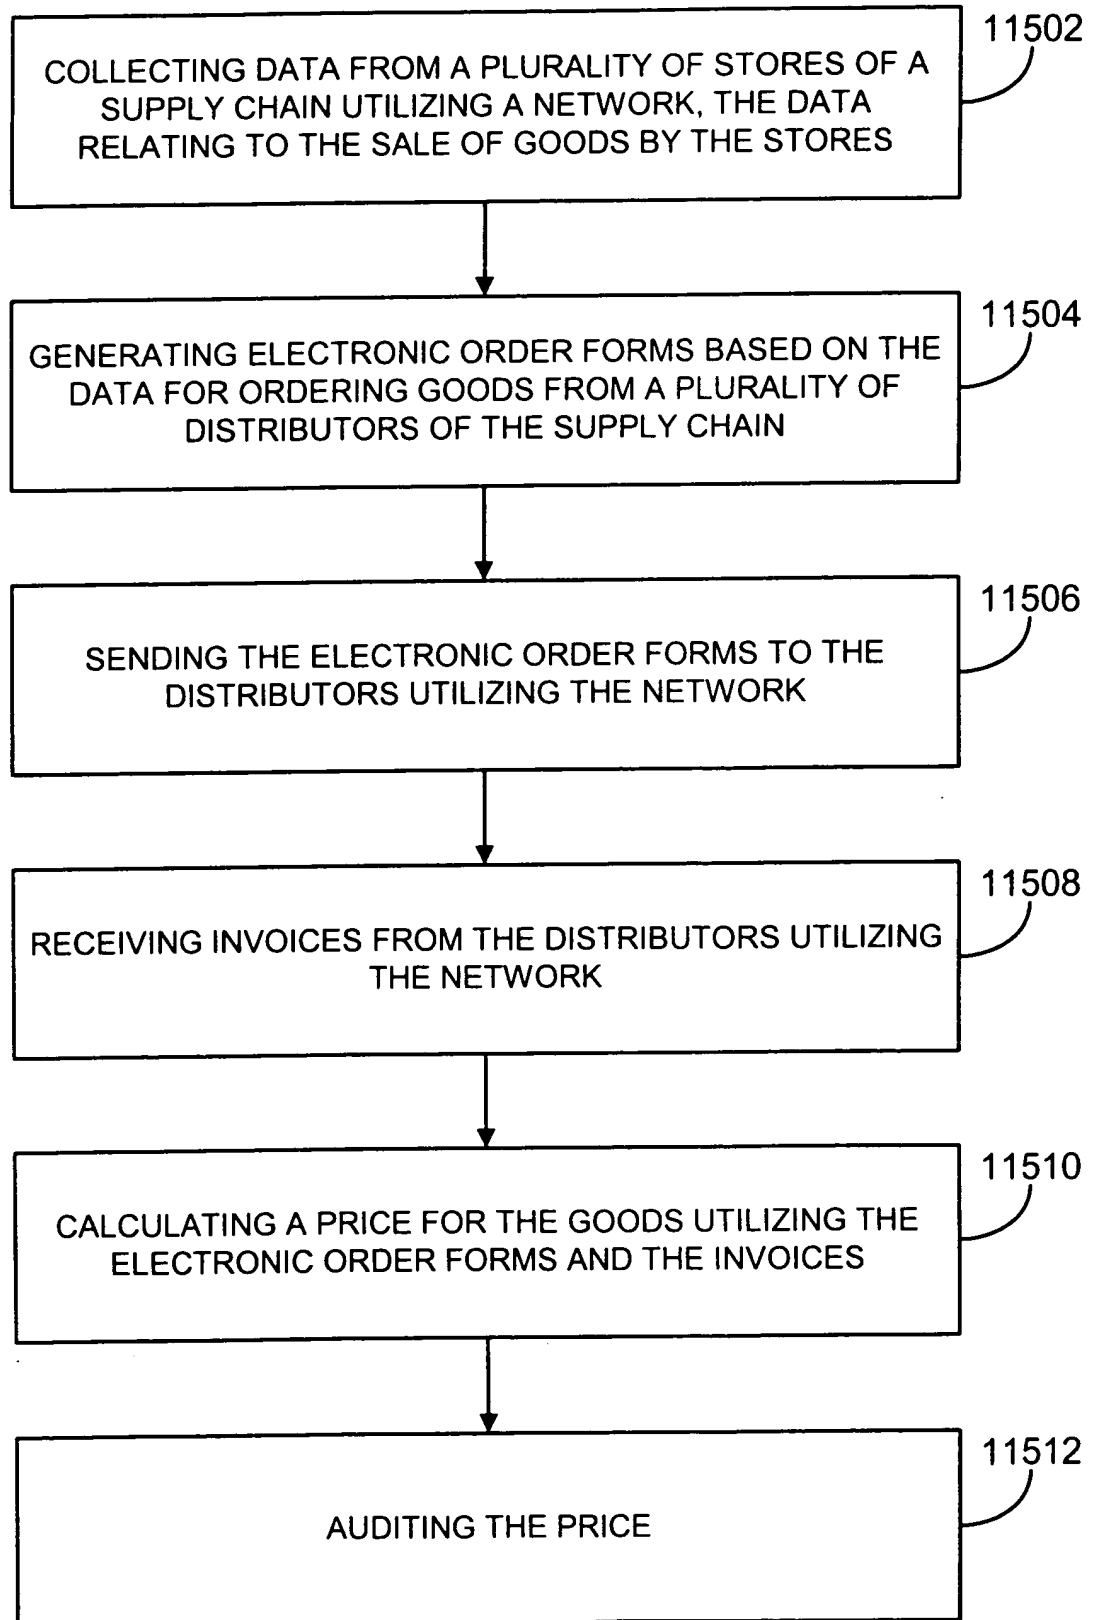 11502
COLLECTING DATA FROM A PLURALITY OF STORES OF A
SUPPLY CHAIN UTILIZING A NETWORK, THE DATA
RELATING TO THE SALE OF GOODS BY THE STORES
11504
GENERATING ELECTRONIC ORDER FORMS BASED ON THE
DATA FOR ORDERING GOODS FROM A PLURALITY OF
DISTRIBUTORS OF THE SUPPLY CHAIN
11506
SENDING THE ELECTRONIC ORDER FORMS TO THE
DISTRIBUTORS UTILIZING THE NETWORK
11508
RECEIVING INVOICES FROM THE DISTRIBUTORS UTILIZING
THE NETWORK
11510
CALCULATING A PRICE FOR THE GOODS UTILIZING THE
ELECTRONIC ORDER FORMS AND THE INVOICES
11512
AUDITING THE PRICE